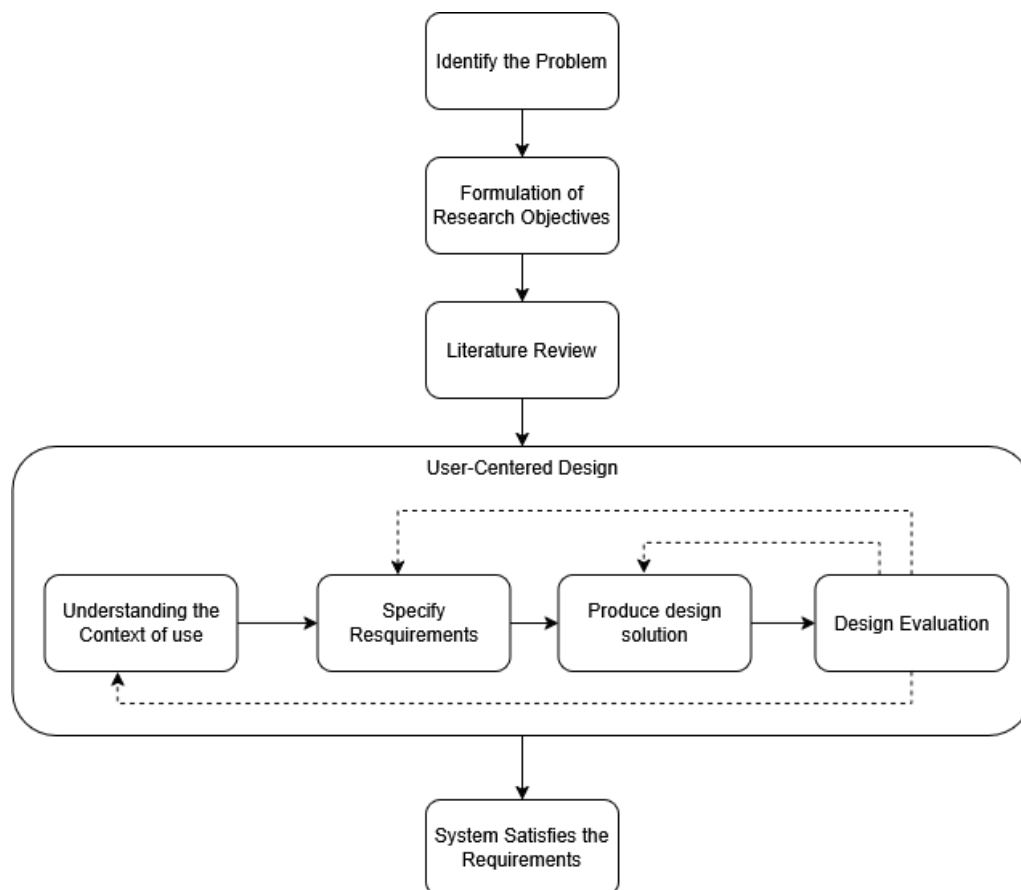 Identify the Problem
Formulation of
Research Objectives
Literature Review
User-Centered Design
Understanding the
Context of use
Specify
Resquirements
Produce design
solution
Design Evaluation
System Satisfies the
Requirements